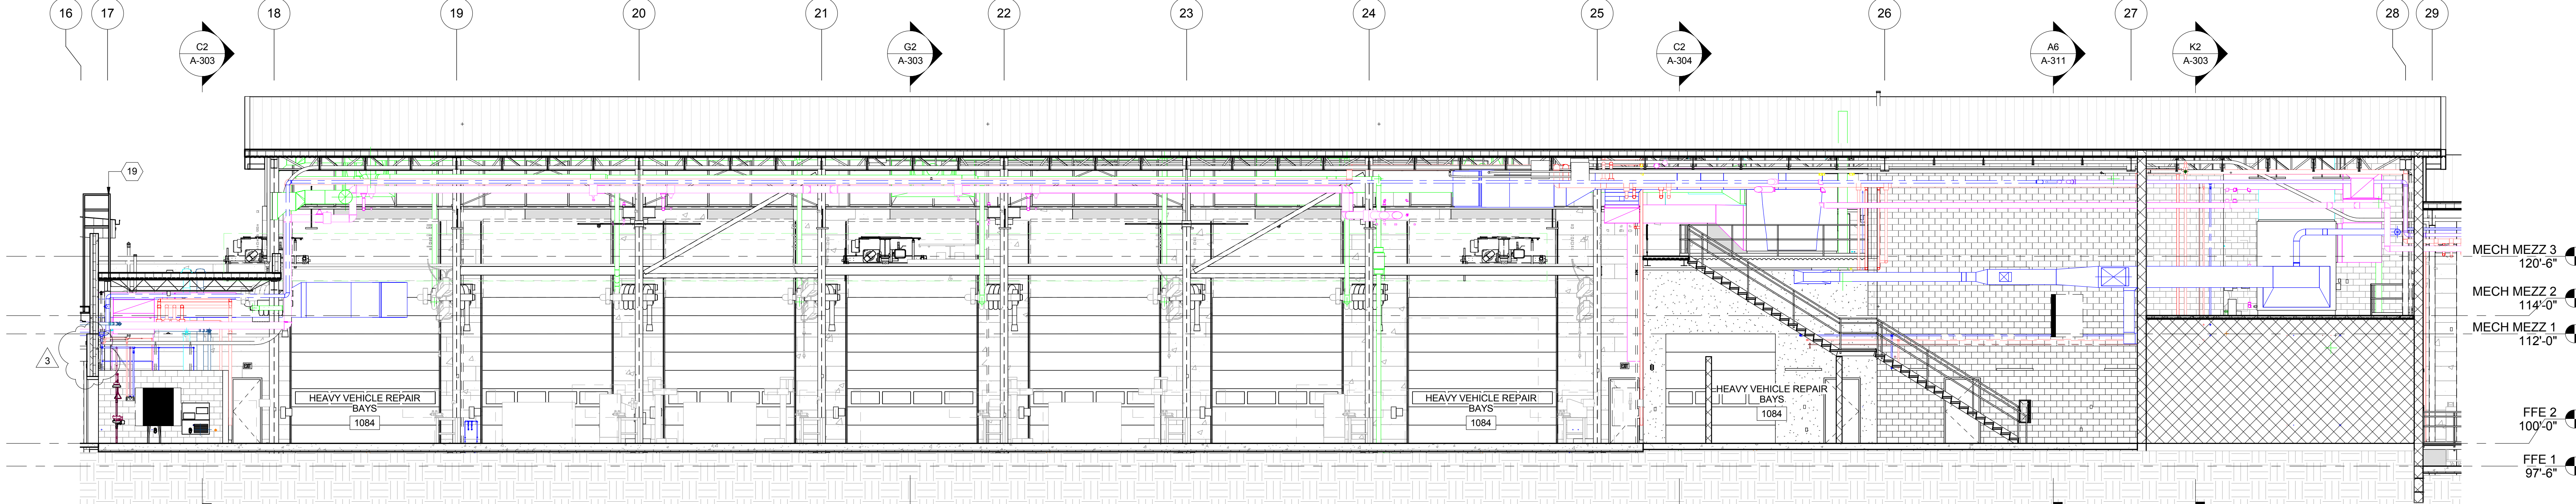 16
17
18
19
20
21
22
23
24
25
26
27
28
29
C2
A-303
G2
A-303
C2
A-304
A6
A-311
K2
A-303
19
3
MECH MEZZ 3
120'-6"
MECH MEZZ 2
114'-0"
MECH MEZZ 1
112'-0"
FFE 2
100'-0"
FFE 1
97'-6"
HEAVY VEHICLE REPAIR
BAYS
1084
HEAVY VEHICLE REPAIR
BAYS
1084
HEAVY VEHICLE REPAIR
BAYS
1084